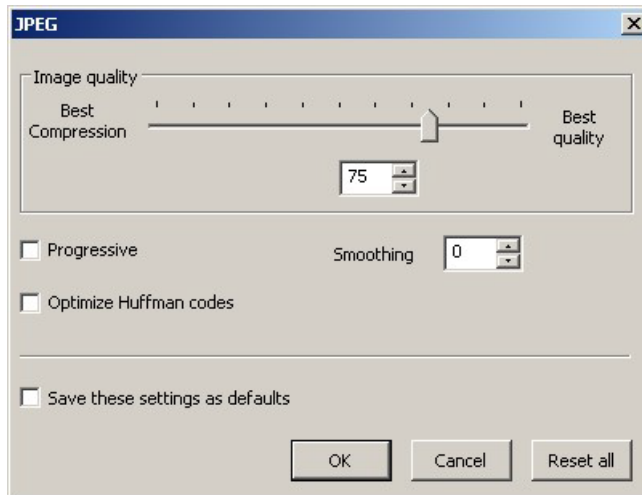 JPEG
Image quality
Best
Compression
Best
quality
75
Progressive
Smoothing
0
Optimize Huffman codes
Save these settings as defaults
OK
Cancel
Reset all